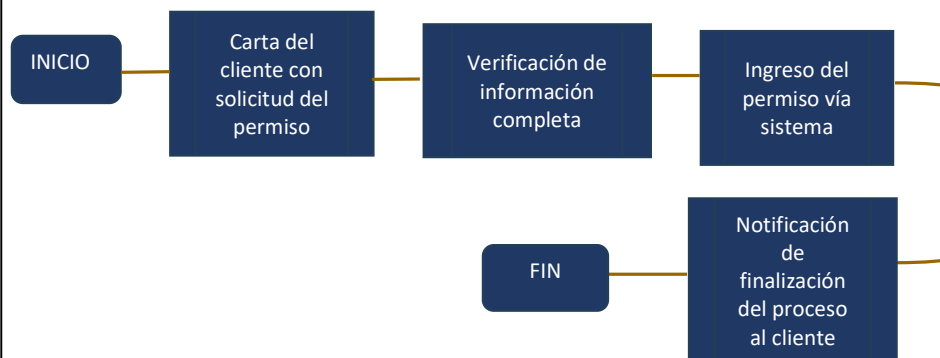 INICIO
Carta del
cliente con
solicitud del
permiso
Verificación de
información
completa
Ingreso del
permiso vía
sistema
Notificación
de
finalización
del proceso
al cliente
FIN